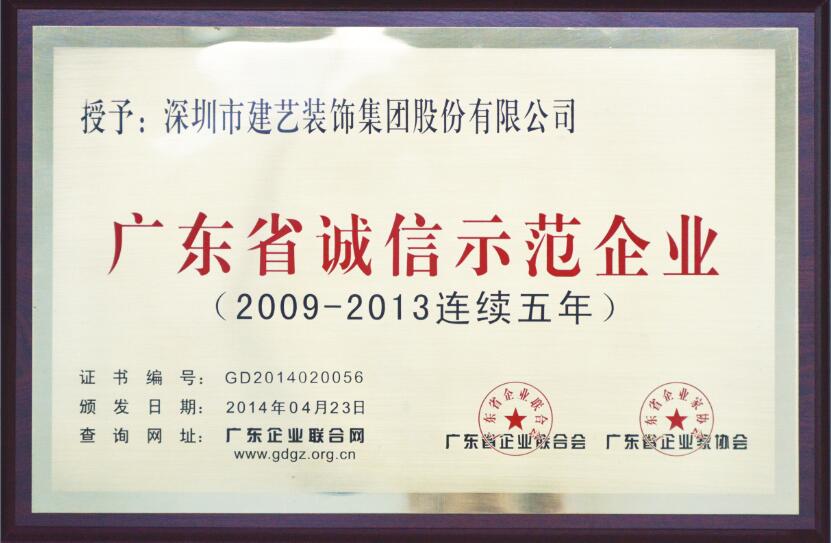 授予：深圳市建艺装饰集团股份有限公司
广东省诚信示范企业
（2009-2013连续五年）
证书编号：GD2014020056
颁发日期：2014年04月23日
查询网址：广东企业联合网
www.gdgz.org.cn
广东省企业联合会
广东省企业家协会